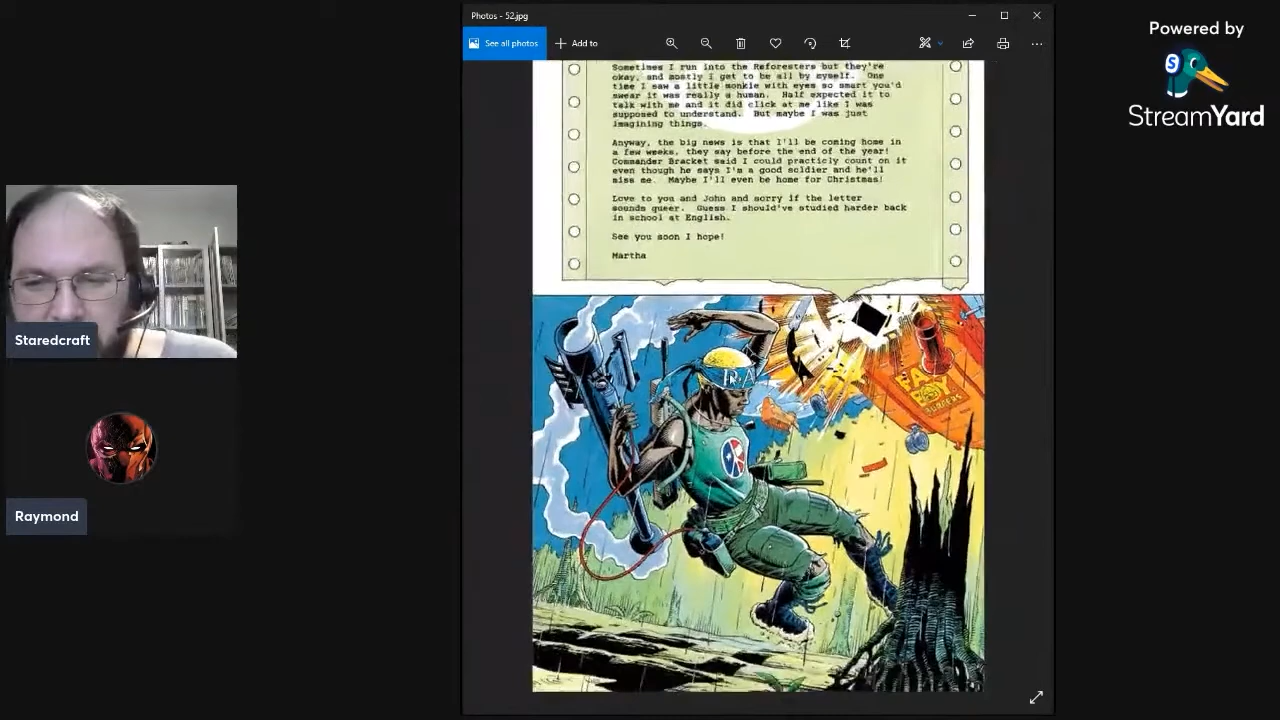 Photos - 52.jpg
See all photos
Add to
Powered by
StreamYard
Sometimes I run into the Reforesters but they're
okay, and mostly I get to be all by myself. One
time I saw a little monkie with eyes so smart you'd
swear it was really a human. Half expected it to
talk with me and it did click at me like I was
supposed to understand. But maybe I was just
imagining things.
Anyway, the big news is that I'll be coming home in
a few weeks, they say before the end of the year!
Commander Bracket said I could practicly count on it
even though he says I'm a good soldier and he'll
miss me. Maybe I'll even be home for Christmas!
Love to you and John and sorry if the letter
sounds queer. Guess I should've studied harder back
in school at English.
See you soon I hope!
Martha
Staredcraft
Raymond
FAT
BOY
BURGERS